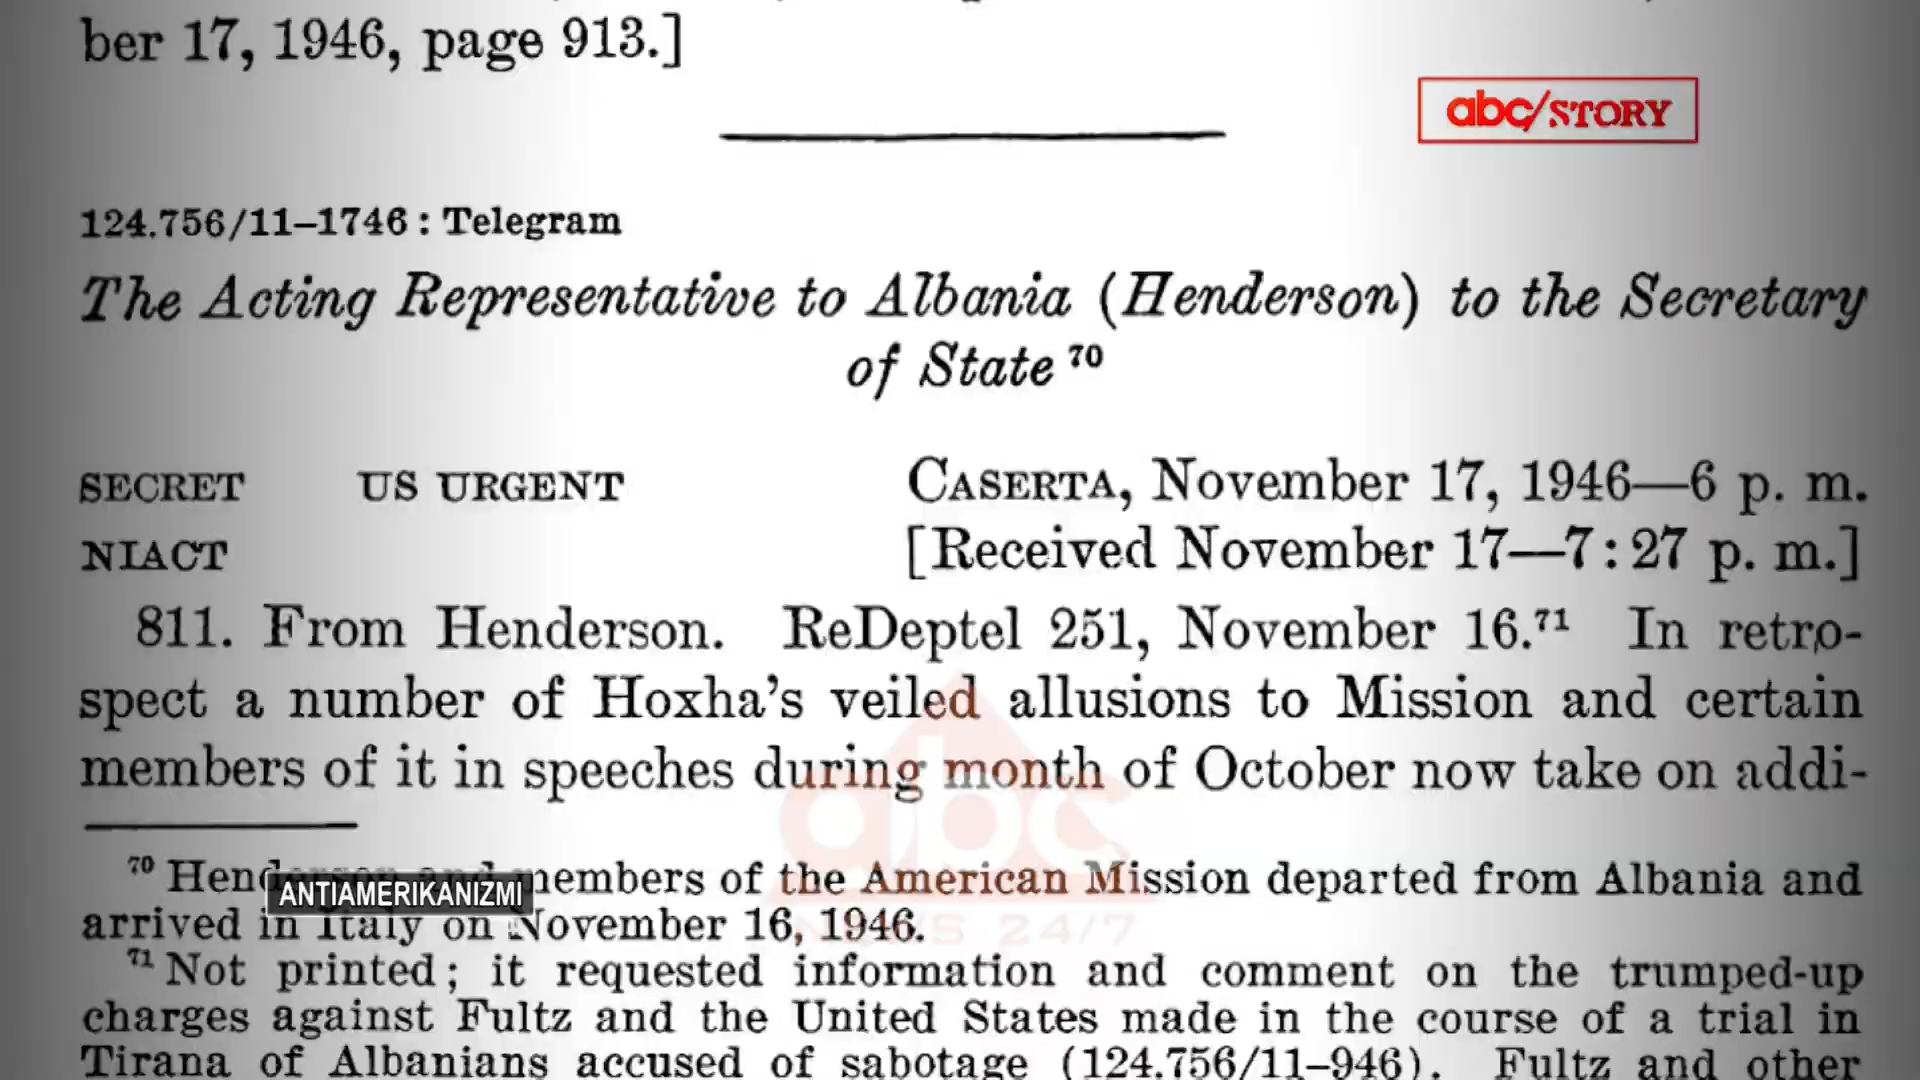 ber 17, 1946, page 913.]
abc/STORY
124.756/11–1746 : Telegram
The Acting Representative to Albania (Henderson) to the Secretary
of State 70
SECRET US URGENT CASERTA, November 17, 1946—6 p. m.
NIACT [Received November 17—7:27 p. m.]
811. From Henderson. ReDeptel 251, November 16.71 In retro-
spect a number of Hoxha's veiled allusions to Mission and certain
members of it in speeches during month of October now take on addi-
abc
70 Henderson and members of the American Mission departed from Albania and
ANTIAMERIKANIZMI
arrived in Italy on November 16, 1946.
NEWS 24/7
71 Not printed; it requested information and comment on the trumped-up
charges against Fultz and the United States made in the course of a trial in
Tirana of Albanians accused of sabotage (124.756/11–946). Fultz and other